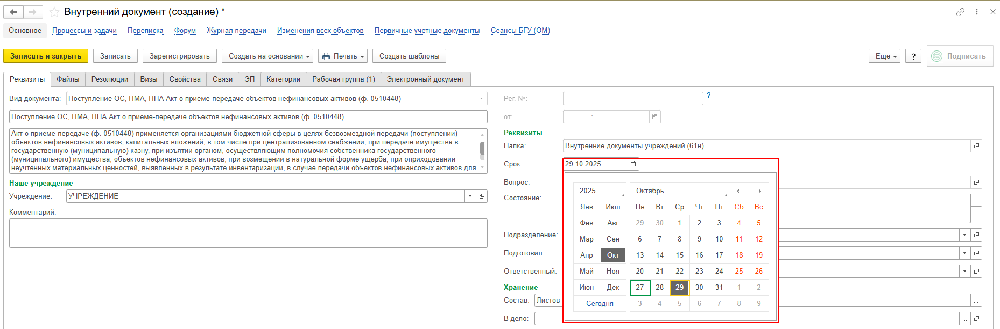 Внутренний документ (создание) *
Основное Процессы и задачи Переписка Форум Журнал передачи Изменения всех объектов Первичные учетные документы Сеансы БГУ (ОМ)
Записать и закрыть Записать Зарегистрировать Создать на основании Печать Создать шаблоны Еще ? Подписать
Реквизиты Файлы Резолюции Визы Свойства Связи ЭП Категории Рабочая группа (1) Электронный документ
Вид документа: Поступление ОС, НМА, НПА Акт о приеме-передаче объектов нефинансовых активов (ф. 0510448)
Поступление ОС, НМА, НПА Акт о приеме-передаче объектов нефинансовых активов (ф. 0510448)
Акт о приеме-передаче (ф. 0510448) применяется организациями бюджетной сферы в целях безвозмездной передачи (поступлении)
объектов нефинансовых активов, капитальных вложений, в том числе при централизованном снабжении, при передаче имущества в
государственную (муниципальную) казну, при изъятии органом, осуществляющим полномочия собственника государственного
(муниципального) имущества, объектов нефинансовых активов, при возмещении в натуральной форме ущерба, при оприходовании
неучтенных материальных ценностей, выявленных в результате инвентаризации, в случае передачи объектов нефинансовых активов для
Наше учреждение
Учреждение: УЧРЕЖДЕНИЕ
Комментарий:
Рег. №: ?
от: . . :
Реквизиты
Папка: Внутренние документы учреждений (61н)
Срок: 29.10.2025
Вопрос:
Состояние: ...
Подразделение:
Подготовил:
Ответственный:
Хранение
Состав: Листов ...
В дело: ...
2025 Октябрь
Янв Июл Пн Вт Ср Чт Пт Сб Вс
Фев Авг 29 30 1 2 3 4 5
Мар Сен 6 7 8 9 10 11 12
Апр Окт 13 14 15 16 17 18 19
Май Ноя 20 21 22 23 24 25 26
Июн Дек 27 28 29 30 31 1 2
Сегодня 3 4 5 6 7 8 9